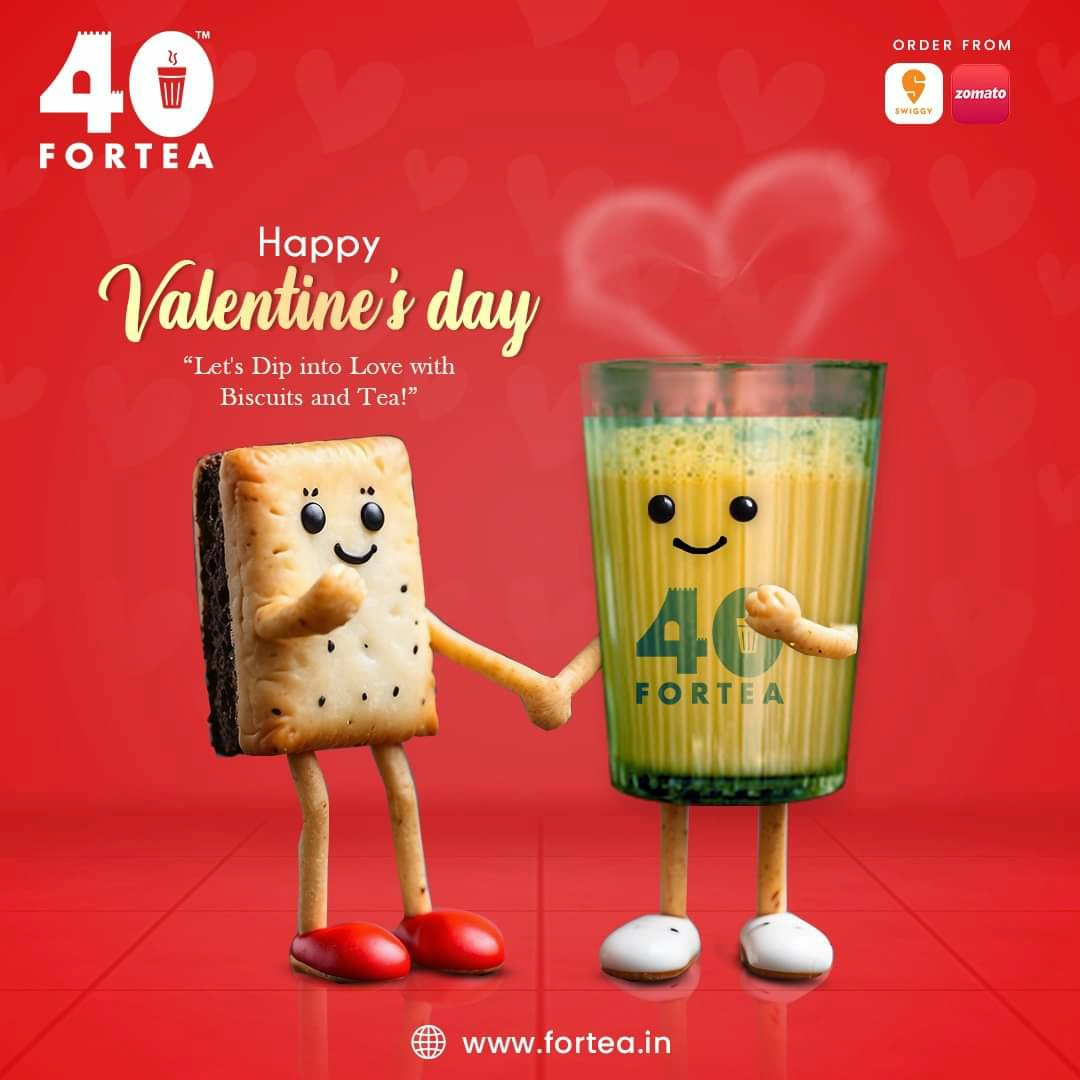 40™
FORTEA
ORDER FROM
SWIGGY
zomato
Happy
Valentine's day
“Let's Dip into Love with
Biscuits and Tea!”
40
FORTEA
www.fortea.in